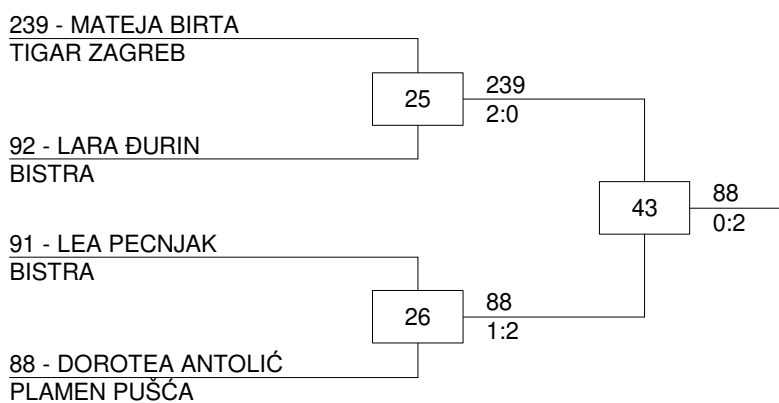 239 - MATEJA BIRTA
TIGAR ZAGREB
25
239
2:0
92 - LARA ĐURIN
BISTRA
43
88
0:2
91 - LEA PECNJAK
BISTRA
26
88
1:2
88 - DOROTEA ANTOLIĆ
PLAMEN PUŠĆA